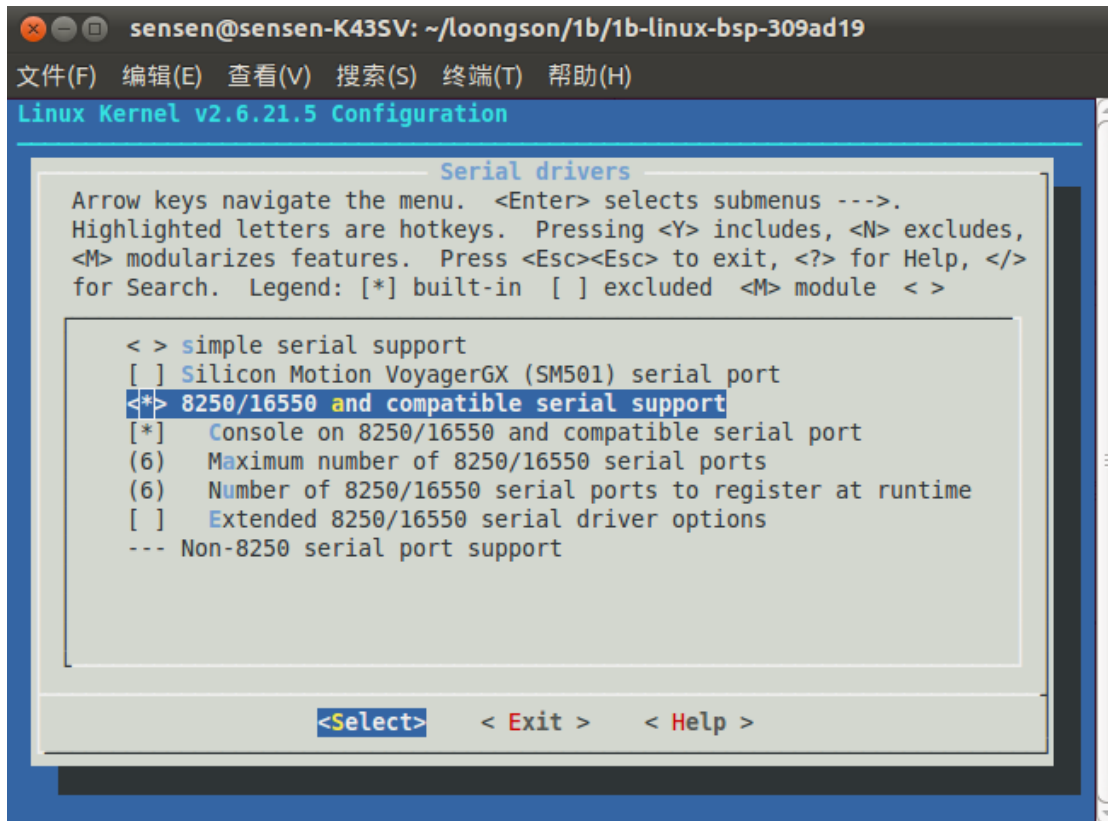 sensen@sensen-K43SV: ~/loongson/1b/1b-linux-bsp-309ad19
文件(F) 编辑(E) 查看(V) 搜索(S) 终端(T) 帮助(H)
Linux Kernel v2.6.21.5 Configuration
Serial drivers
Arrow keys navigate the menu. <Enter> selects submenus --->.
Highlighted letters are hotkeys. Pressing <Y> includes, <N> excludes,
<M> modularizes features. Press <Esc><Esc> to exit, <?> for Help, </>
for Search. Legend: [*] built-in [ ] excluded <M> module < >
< > simple serial support
[ ] Silicon Motion VoyagerGX (SM501) serial port
<*> 8250/16550 and compatible serial support
[*] Console on 8250/16550 and compatible serial port
(6) Maximum number of 8250/16550 serial ports
(6) Number of 8250/16550 serial ports to register at runtime
[ ] Extended 8250/16550 serial driver options
--- Non-8250 serial port support
<Select> < Exit > < Help >